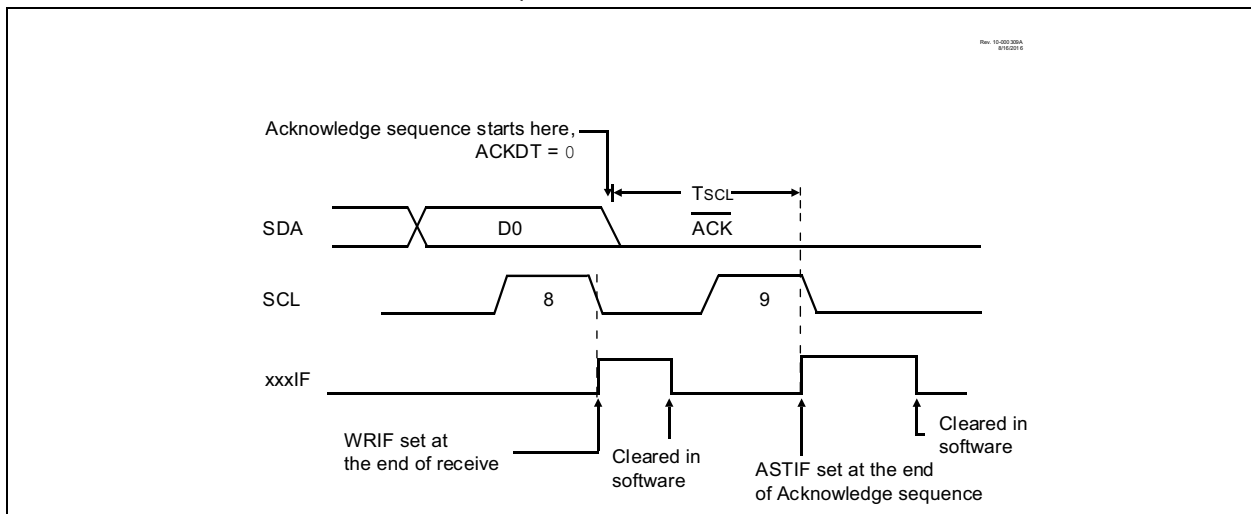 Rev. 10-000309A
8/16/2016
Acknowledge sequence starts here,
ACKDT = 0
TSCL
SDA
D0
ACK
SCL
8
9
xxxIF
WRIF set at
the end of receive
Cleared in
software
ASTIF set at the end
of Acknowledge sequence
Cleared in
software